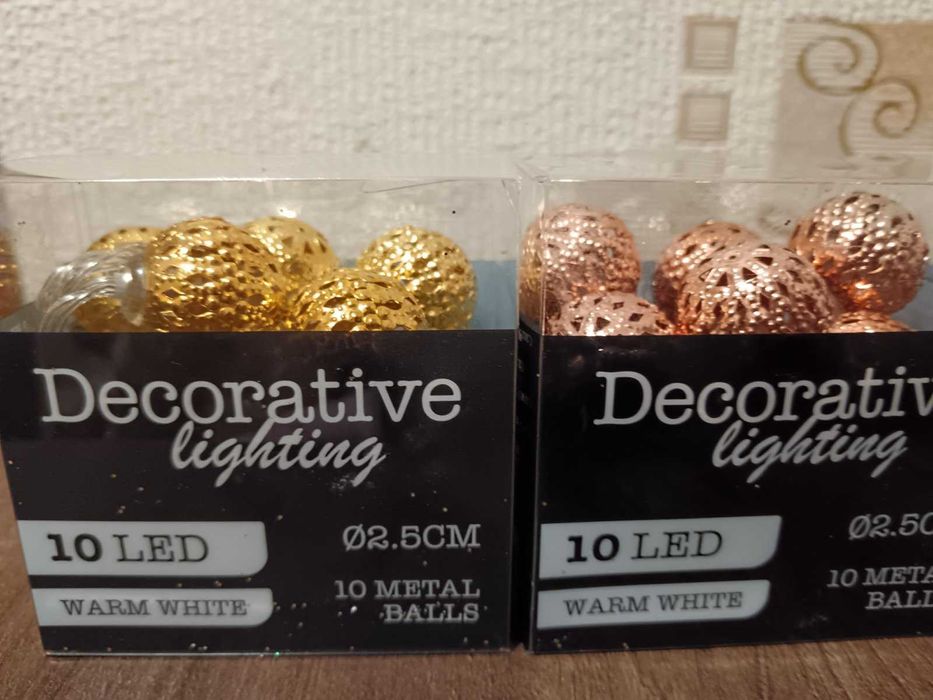 Decorative
lighting
10 LED
Ø2.5CM
WARM WHITE
10 METAL
BALLS
Decorativ
lighting
10 LED
Ø2.5C
WARM WHITE
10 META
BALL